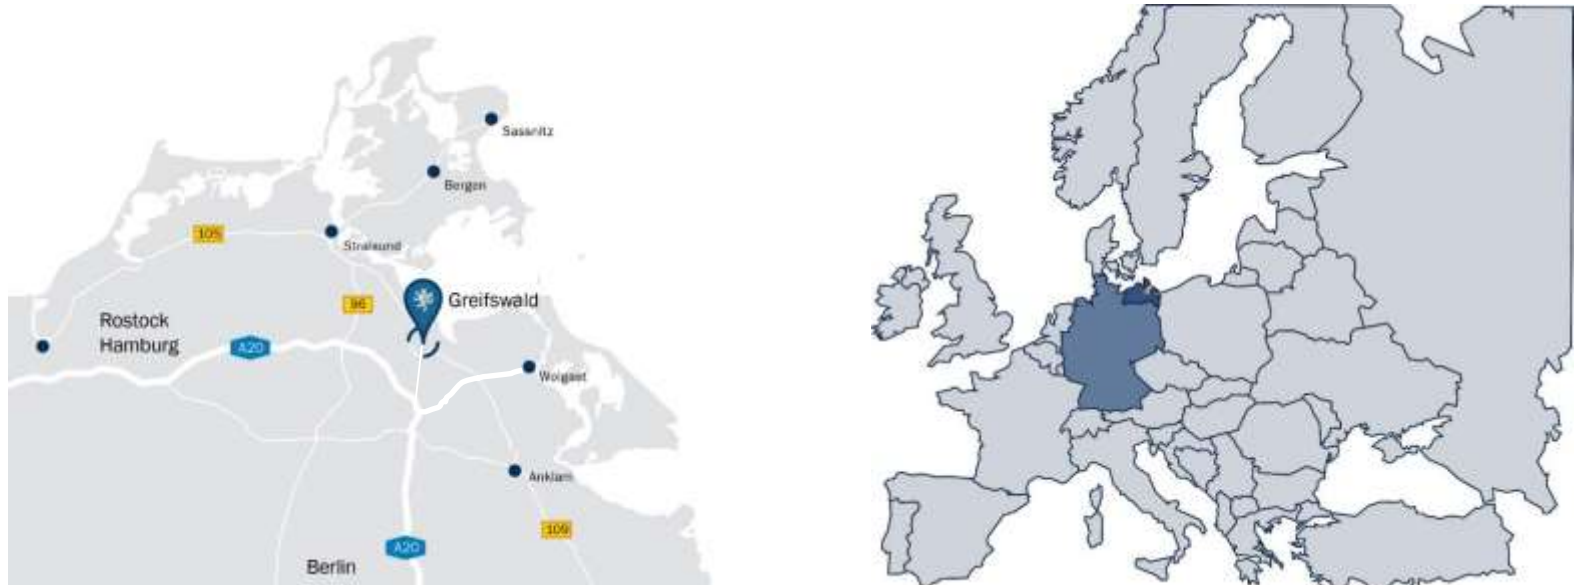 Sassnitz
Bergen
105
Stralsund
96
Greifswald
Rostock
Hamburg
A20
Wolgast
Anklam
109
A20
Berlin